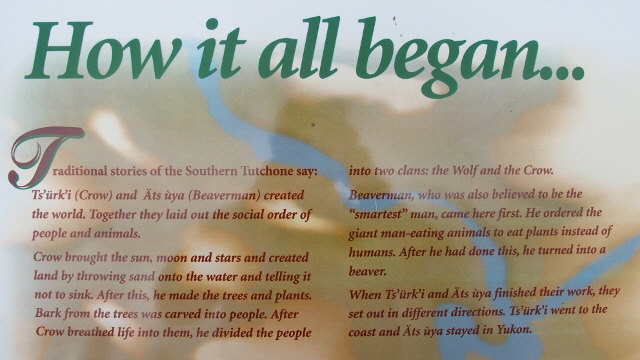 How it all began...
Traditional stories of the Southern Tutchone say:
Ts'ürk'i (Crow) and Äts ùya (Beaverman) created
the world. Together they laid out the social order of
people and animals.
Crow brought the sun, moon and stars and created
land by throwing sand onto the water and telling it
not to sink. After this, he made the trees and plants.
Bark from the trees was carved into people. After
Crow breathed life into them, he divided the people
into two clans: the Wolf and the Crow.
Beaverman, who was also believed to be the
“smartest” man, came here first. He ordered the
giant man-eating animals to eat plants instead of
humans. After he had done this, he turned into a
beaver.
When Ts'ürk'i and Äts ùya finished their work, they
set out in different directions. Ts'ürk'i went to the
coast and Äts ùya stayed in Yukon.